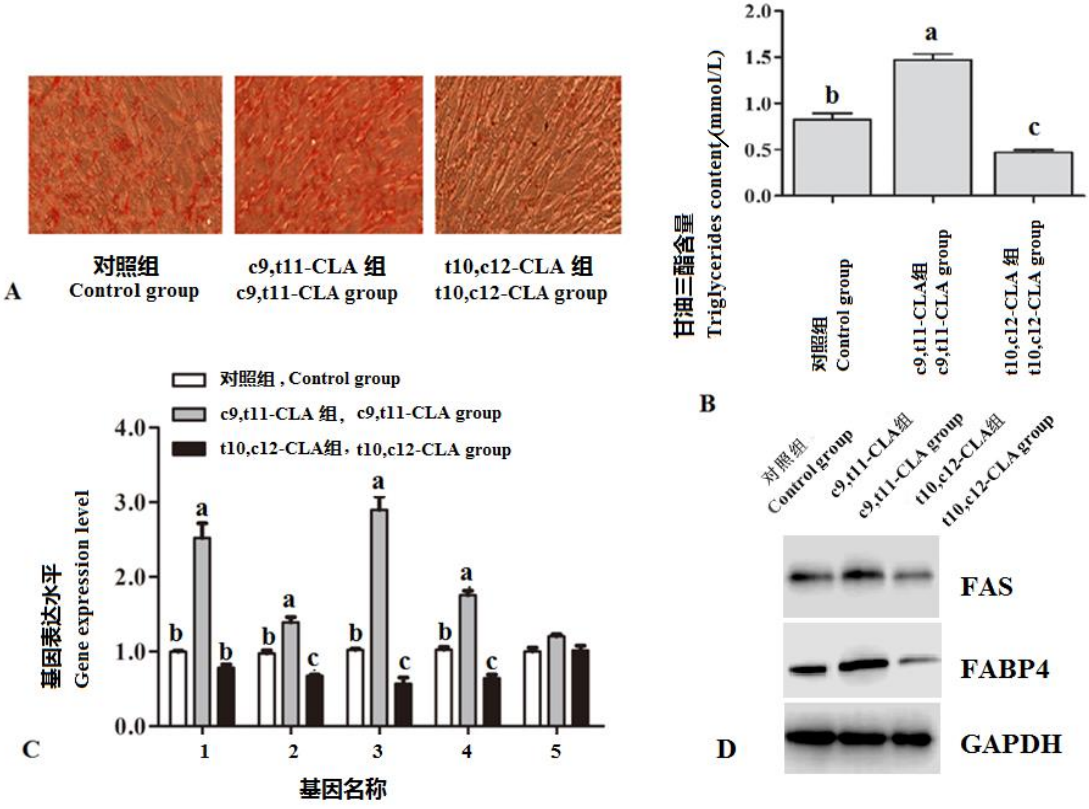 对照组
Control group
c9,t11-CLA 组
c9,t11-CLA group
t10,c12-CLA 组
t10,c12-CLA group
A
2.0
1.5
1.0
0.5
0.0
b
a
c
甘油三酯含量
Triglycerides content/(mmol/L)
对照组
Control group
c9,t11-CLA组
c9,t11-CLA group
t10,c12-CLA 组
t10,c12-CLA group
B
对照组 , Control group
c9,t11-CLA 组, c9,t11-CLA group
t10,c12-CLA组, t10,c12-CLA group
4.0
3.0
2.0
1.0
0.0
基因表达水平
Gene expression level
b a b
b a c
b a c
b a c
1 2 3 4 5
基因名称
C
对照组
Control group
c9,t11-CLA组
c9,t11-CLA group
t10,c12-CLA组
t10,c12-CLA group
FAS
FABP4
GAPDH
D